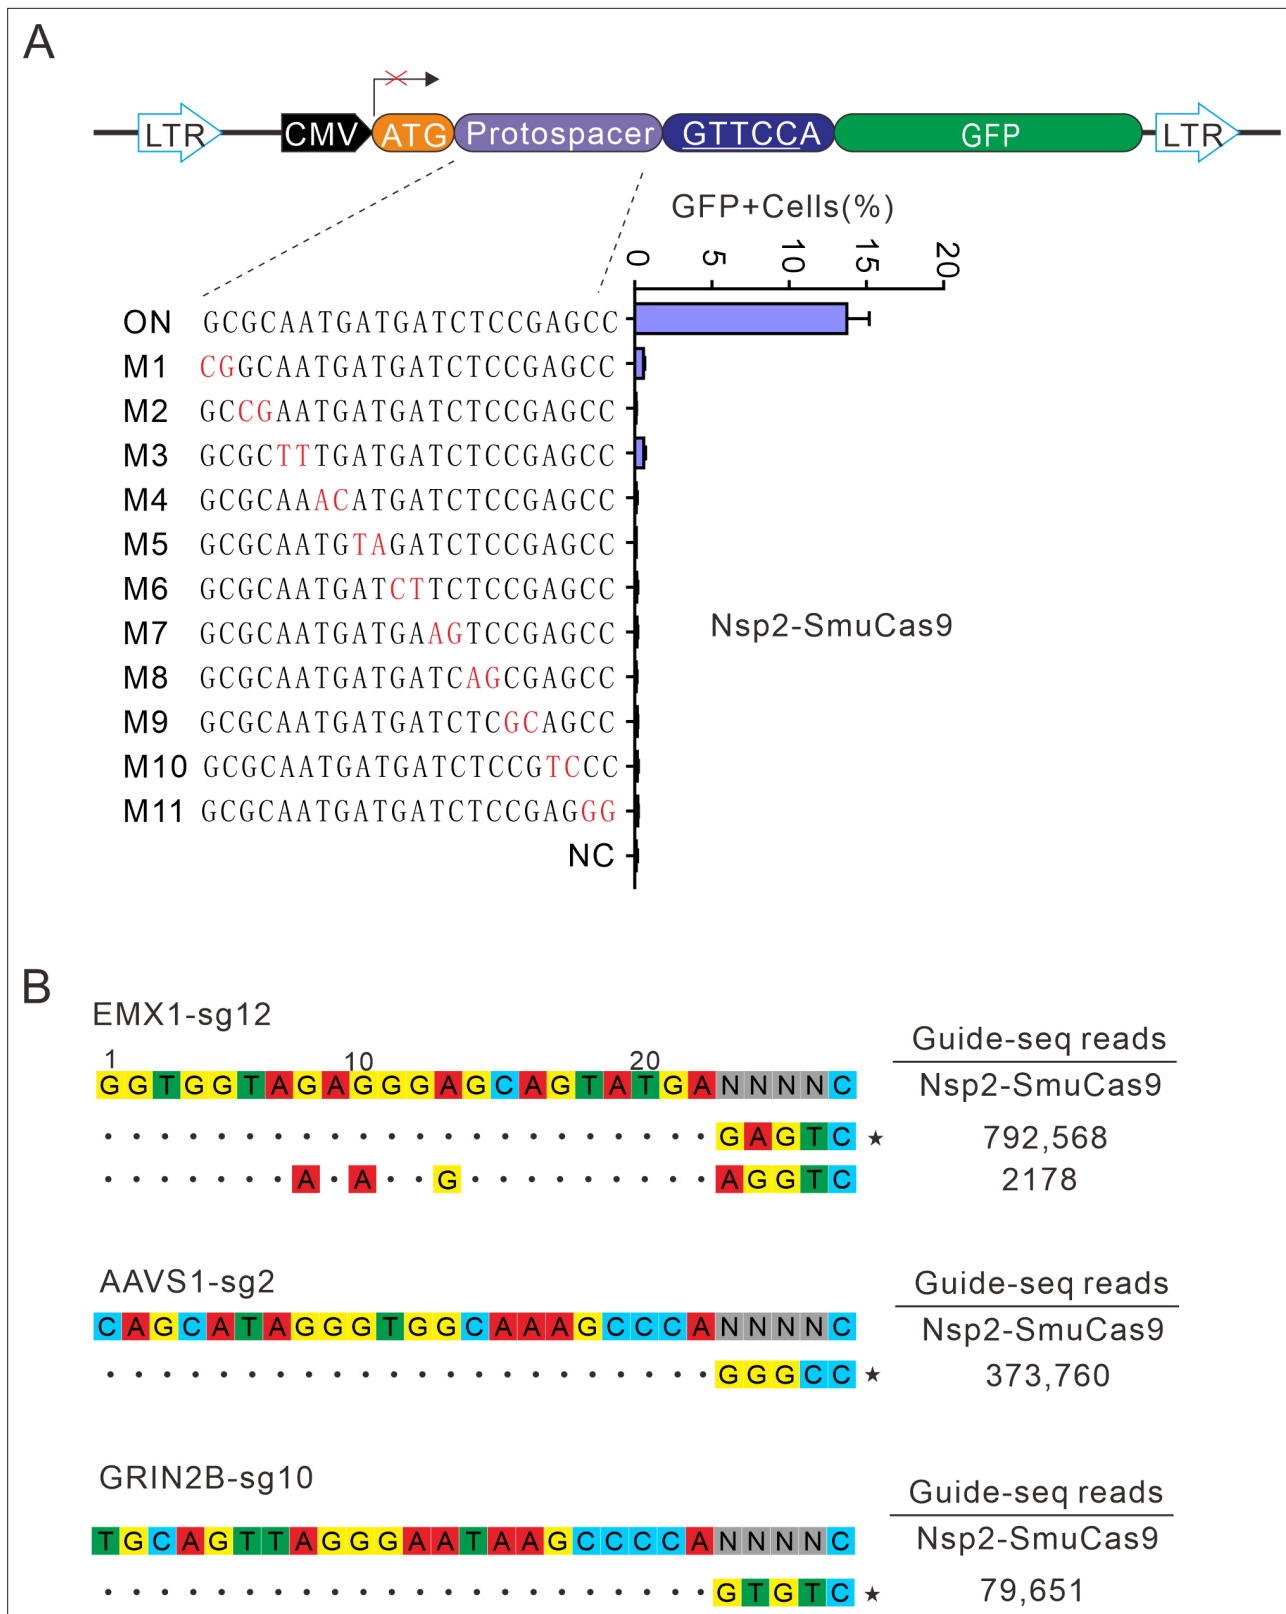 A
LTR CMV ATG Protospacer GTTCCA GFP LTR
GFP+Cells(%)
0 5 10 15 20
ON GCGCAATGATGATCTCCGAGCC
M1 CGGCAATGATGATCTCCGAGCC
M2 GCCGAATGATGATCTCCGAGCC
M3 GCGCTTTGATGATCTCCGAGCC
M4 GCGCAAACATGATCTCCGAGCC
M5 GCGCAATGTAGATCTCCGAGCC
M6 GCGCAATGATCTTCTCCGAGCC
M7 GCGCAATGATGAAGTCCGAGCC
M8 GCGCAATGATGATCAGCGAGCC
M9 GCGCAATGATGATCTCGCAGCC
M10 GCGCAATGATGATCTCCGTCCC
M11 GCGCAATGATGATCTCCGAGGG
NC
Nsp2-SmuCas9
B
EMX1-sg12
Guide-seq reads
1 10 20
GGTGGTAGAGGGAGCAGTATGANNNNC Nsp2-SmuCas9
GAGTC ★ 792,568
A A G AGGTC 2178
AAVS1-sg2
Guide-seq reads
CAGCATAGGGTGGCAAAGCCCANNNNC Nsp2-SmuCas9
GGGCC ★ 373,760
GRIN2B-sg10
Guide-seq reads
TGCAGTTAGGGAATAAGCCCCANNNNC Nsp2-SmuCas9
GTGTC ★ 79,651